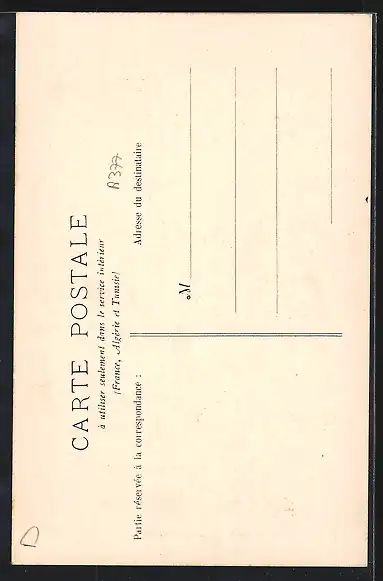 CARTE POSTALE
à utiliser seulement dans le service intérieur
(France, Algérie et Tunisie)
A 377
Partie réservée à la correspondance :
Adresse du destinataire
M
D